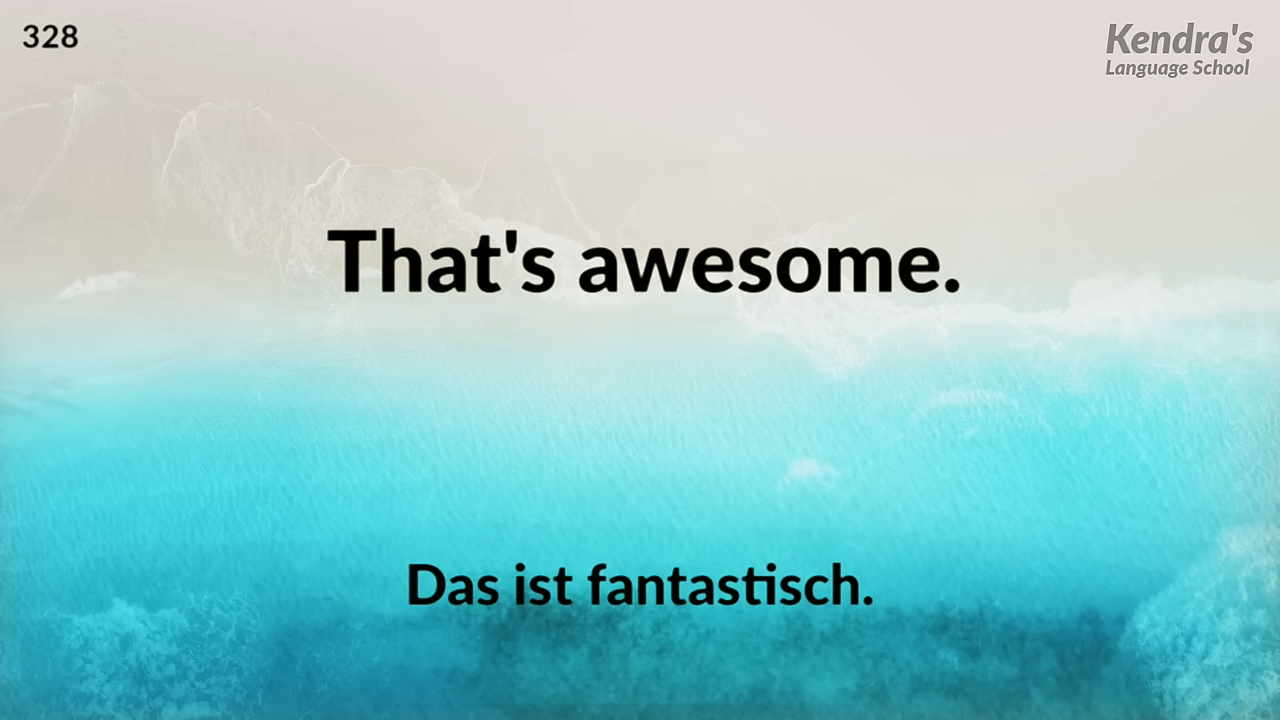 328
Kendra's
Language School
That's awesome.
Das ist fantastisch.